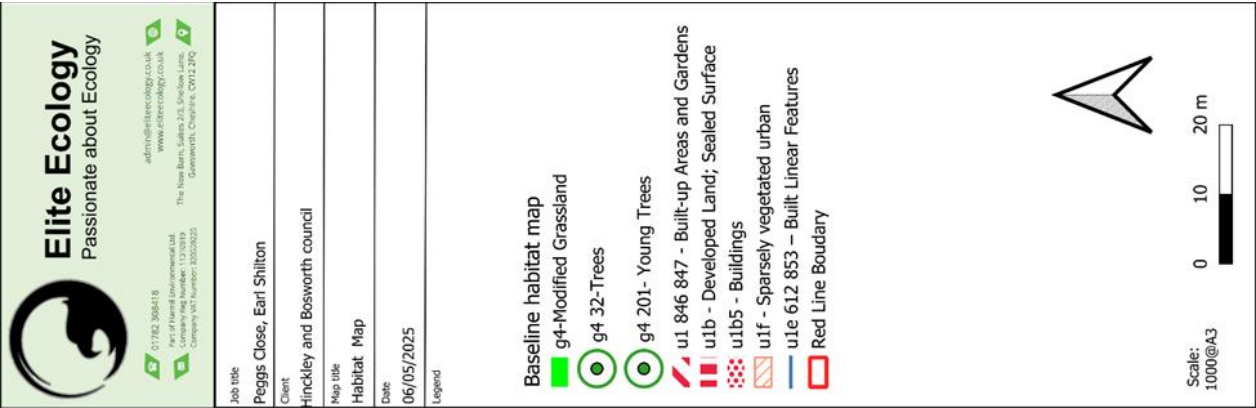 Elite Ecology
Passionate about Ecology
01782 308418
Part of Harmil Environmental Ltd.
admin@eliteecology.co.uk
www.eliteecology.co.uk
The New Barn, Suites 2/3, Shellow Lane,
Gawsworth, Cheshire, CW12 2PQ
Job title
Peggs Close, Earl Shilton
Client
Hinckley and Bosworth council
Map title
Habitat Map
Date
06/05/2025
Legend
Baseline habitat map
g4-Modified Grassland
g4 32-Trees
g4 201- Young Trees
u1 846 847 - Built-up Areas and Gardens
u1b - Developed Land; Sealed Surface
u1b5 - Buildings
u1f - Sparsely vegetated urban
u1e 612 853 – Built Linear Features
Red Line Boudary
Scale:
1000@A3
0 10 20 m